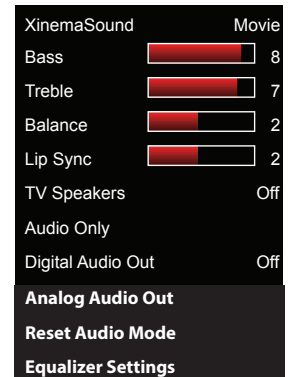 XinemaSound Movie
Bass 8
Treble 7
Balance 2
Lip Sync 2
TV Speakers Off
Audio Only
Digital Audio Out Off
Analog Audio Out
Reset Audio Mode
Equalizer Settings